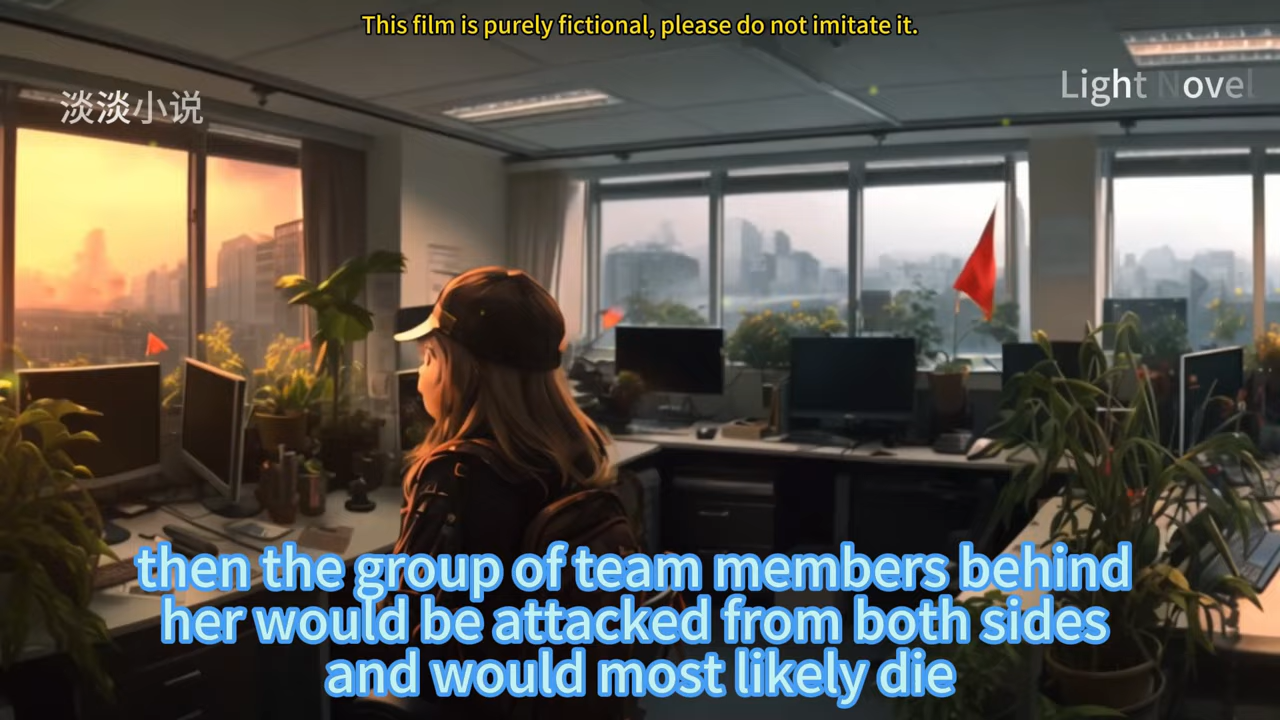 This film is purely fictional, please do not imitate it.
淡淡小说
Light Novel
then the group of team members behind
her would be attacked from both sides
and would most likely die